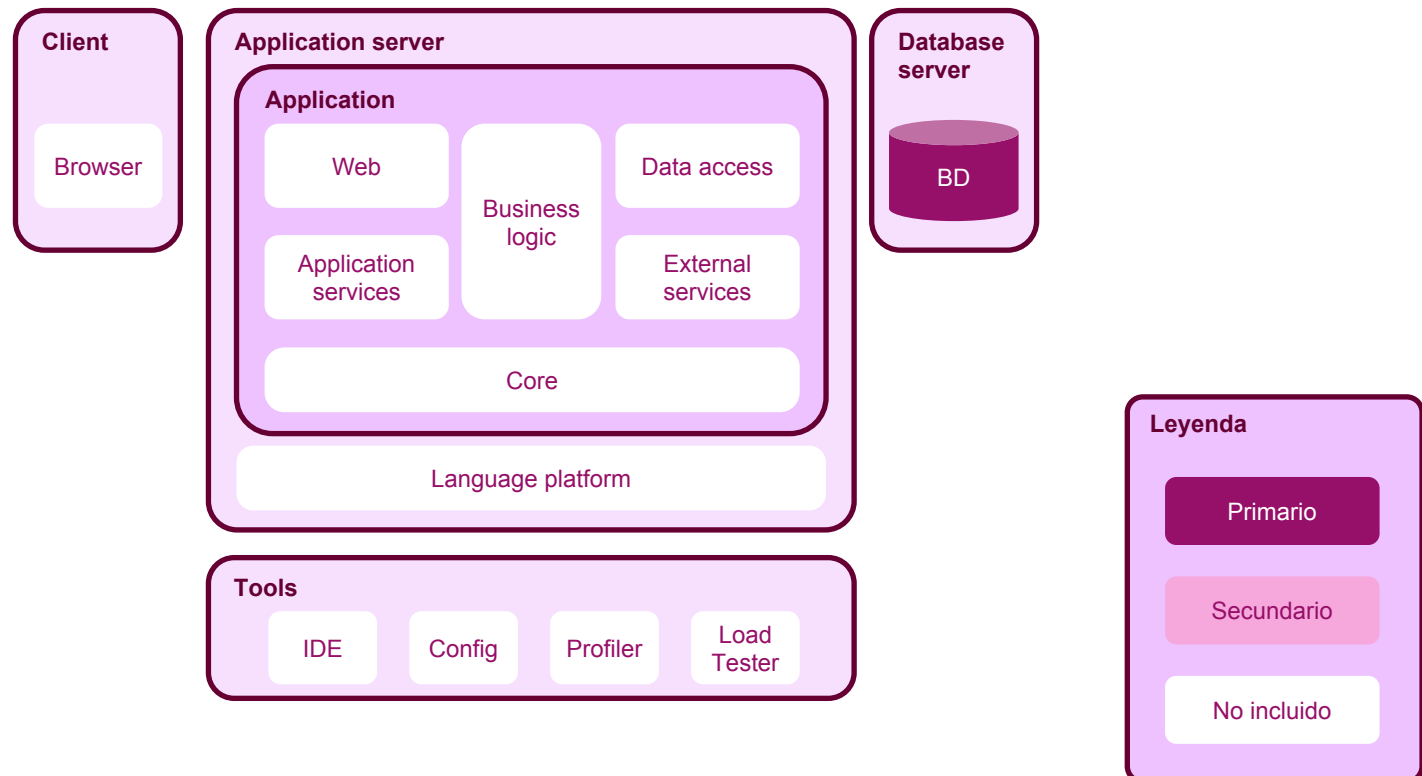 Client
Browser
Application server
Application
Web
Business
logic
Data access
Application
services
External
services
Core
Language platform
Database
server
BD
Tools
IDE
Config
Profiler
Load
Tester
Leyenda
Primario
Secundario
No incluido